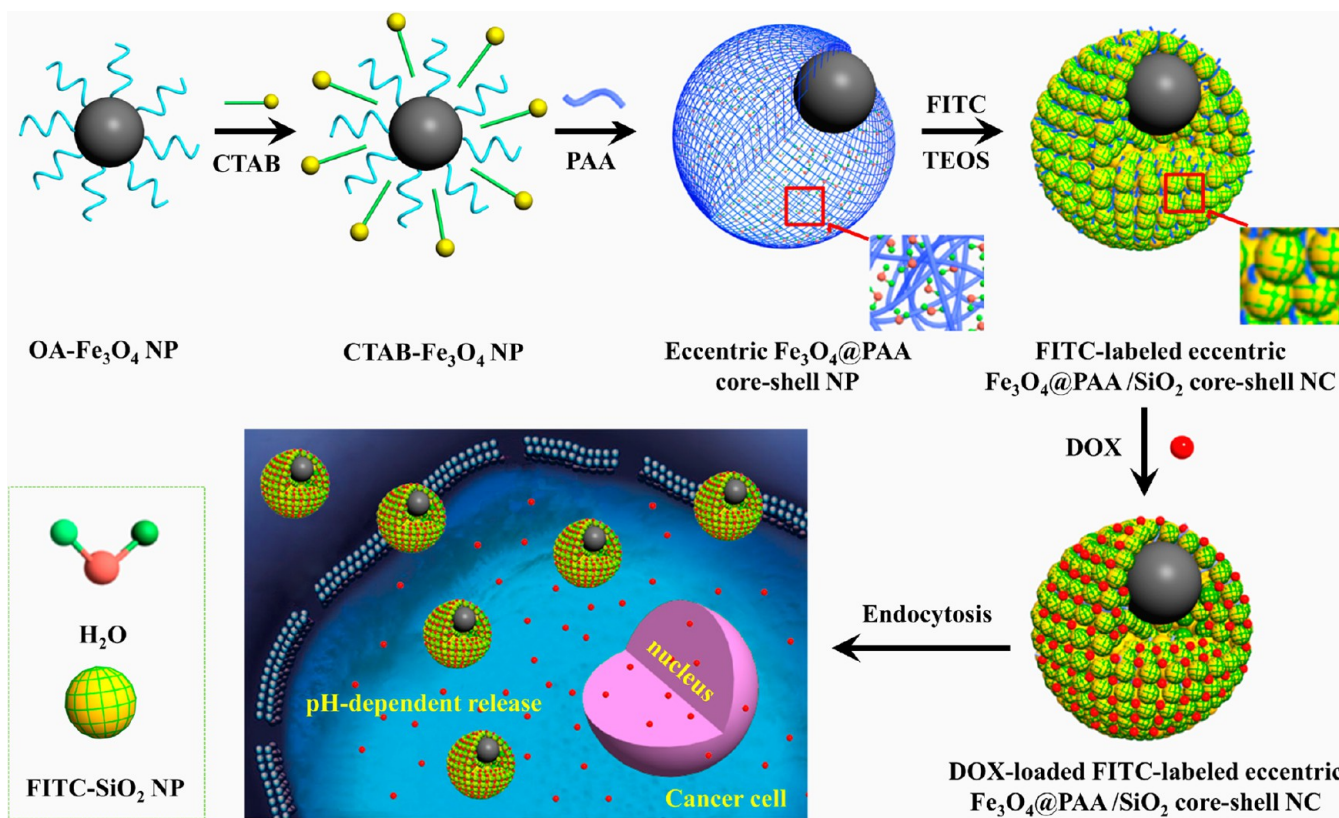 CTAB
PAA
FITC
TEOS
OA-Fe₃O₄ NP
CTAB-Fe₃O₄ NP
Eccentric Fe₃O₄@PAA
core-shell NP
FITC-labeled eccentric
Fe₃O₄@PAA /SiO₂ core-shell NC
DOX
H₂O
FITC-SiO₂ NP
nucleus
pH-dependent release
Cancer cell
Endocytosis
DOX-loaded FITC-labeled eccentric
Fe₃O₄@PAA /SiO₂ core-shell NC